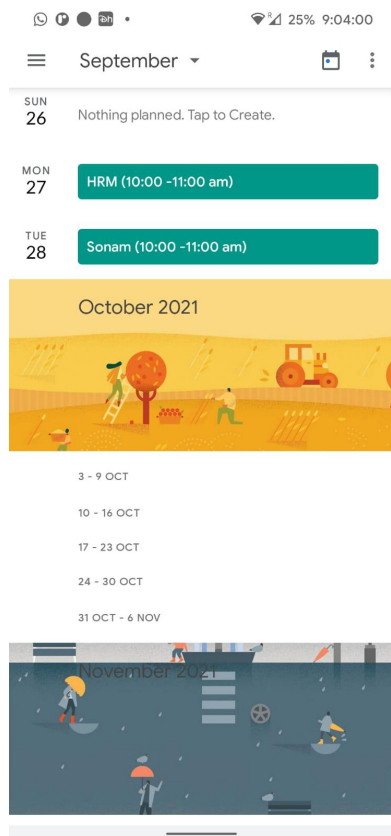 25% 9:04:00
September
SUN
26
Nothing planned. Tap to Create.
MON
27
HRM (10:00 -11:00 am)
TUE
28
Sonam (10:00 -11:00 am)
October 2021
3 - 9 OCT
10 - 16 OCT
17 - 23 OCT
24 - 30 OCT
31 OCT - 6 NOV
November 2021